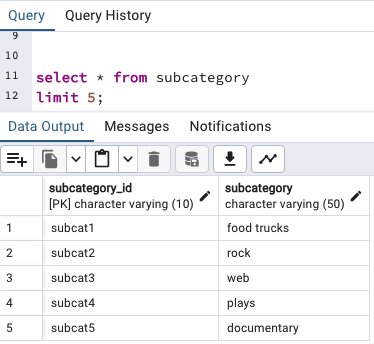 Query Query History
9
10
11 select * from subcategory
12 limit 5;
Data Output Messages Notifications
subcategory_id subcategory
[PK] character varying (10) character varying (50)
1 subcat1 food trucks
2 subcat2 rock
3 subcat3 web
4 subcat4 plays
5 subcat5 documentary